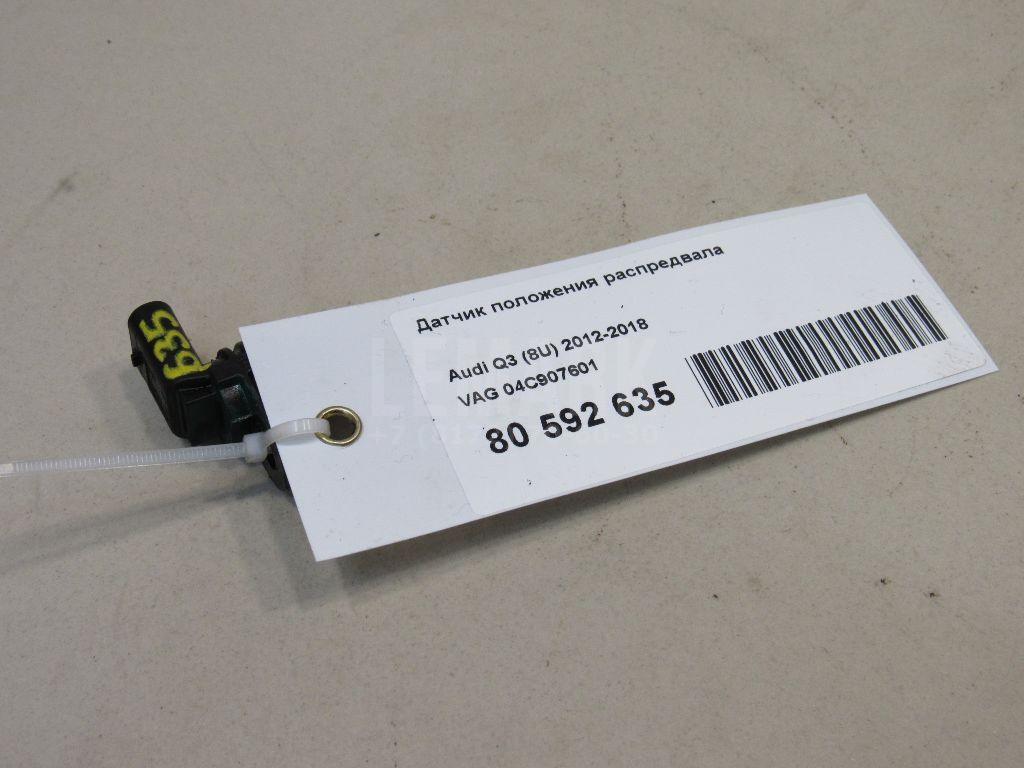 635
Датчик положения распредвала
Audi Q3 (8U) 2012-2018
VAG 04C907601
80 592 635